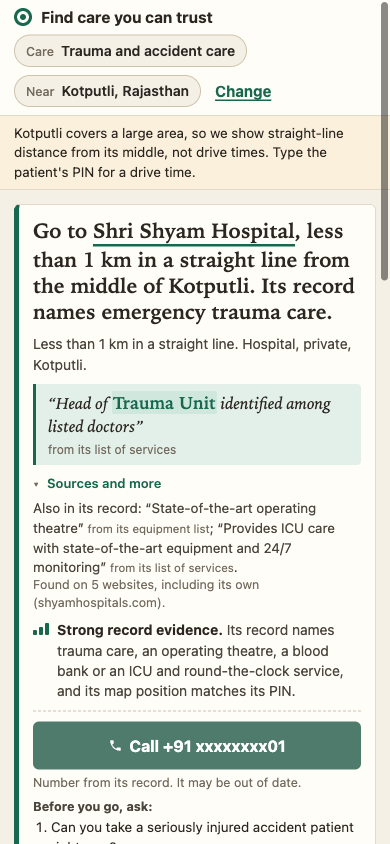 Find care you can trust
Care Trauma and accident care
Near Kotputli, Rajasthan Change
Kotputli covers a large area, so we show straight-line
distance from its middle, not drive times. Type the
patient's PIN for a drive time.
Go to Shri Shyam Hospital, less
than 1 km in a straight line from
the middle of Kotputli. Its record
names emergency trauma care.
Less than 1 km in a straight line. Hospital, private,
Kotputli.
“Head of Trauma Unit identified among
listed doctors”
from its list of services
▾ Sources and more
Also in its record: “State-of-the-art operating
theatre” from its equipment list; “Provides ICU care
with state-of-the-art equipment and 24/7
monitoring” from its list of services.
Found on 5 websites, including its own
(shyamhospitals.com).
Strong record evidence. Its record names
trauma care, an operating theatre, a blood
bank or an ICU and round-the-clock service,
and its map position matches its PIN.
Call +91 xxxxxxxx01
Number from its record. It may be out of date.
Before you go, ask:
1. Can you take a seriously injured accident patient